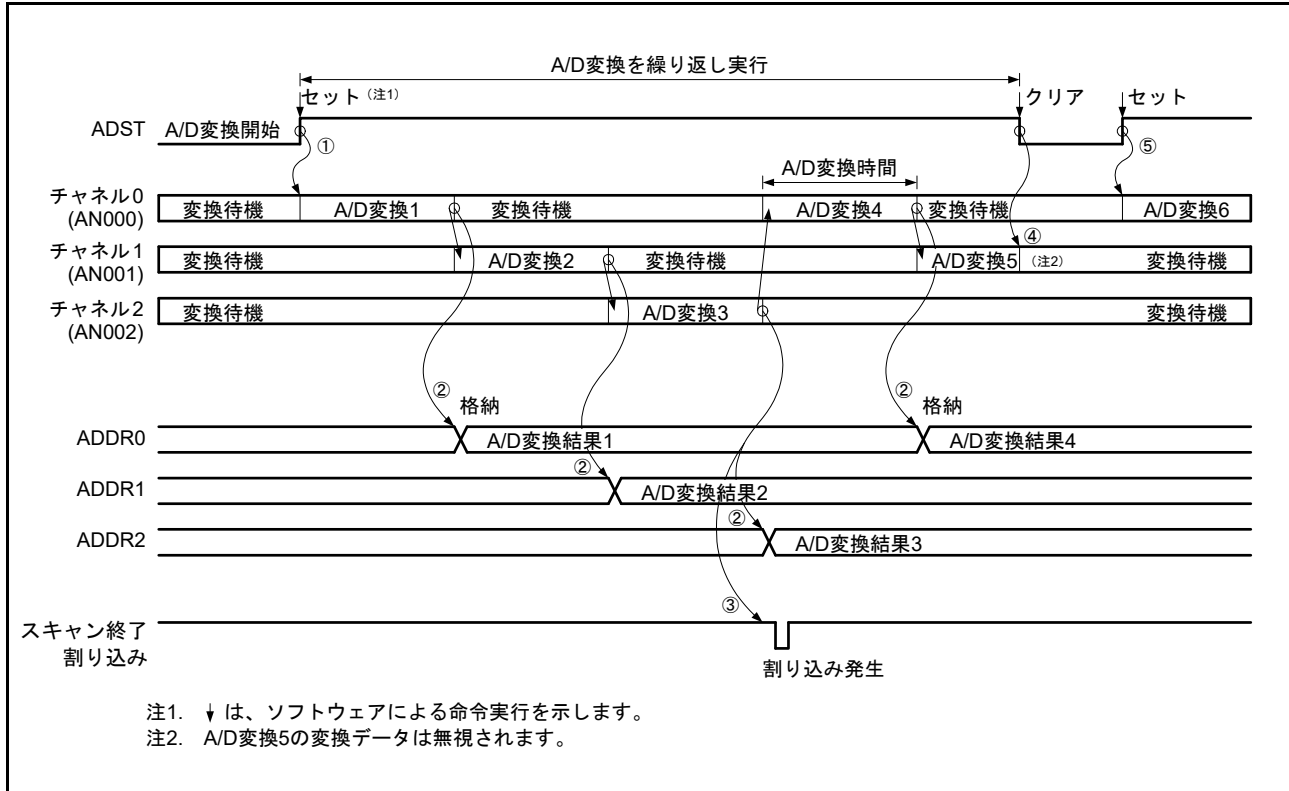 A/D変換を繰り返し実行
セット（注1） クリア セット
ADST A/D変換開始 ① ⑤
A/D変換時間
チャネル0
(AN000)
変換待機 A/D変換1 変換待機 A/D変換4 変換待機 A/D変換6
④
チャネル1
(AN001)
変換待機 A/D変換2 変換待機 A/D変換5 （注2） 変換待機
チャネル2
(AN002)
変換待機 A/D変換3 変換待機
② 格納 ② 格納
ADDR0 A/D変換結果1 A/D変換結果4
②
ADDR1 A/D変換結果2
②
ADDR2 A/D変換結果3
③
スキャン終了
割り込み
割り込み発生
注1. ↓は、ソフトウェアによる命令実行を示します。
注2. A/D変換5の変換データは無視されます。